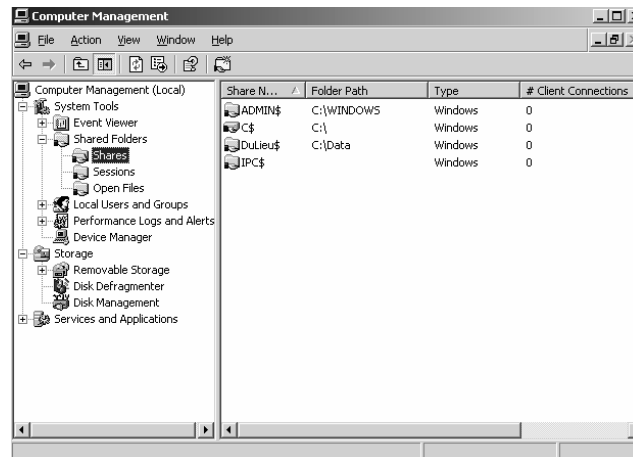 Computer Management
File Action View Window Help
Computer Management (Local)
System Tools
Event Viewer
Shared Folders
Shares
Sessions
Open Files
Local Users and Groups
Performance Logs and Alerts
Device Manager
Storage
Removable Storage
Disk Defragmenter
Disk Management
Services and Applications
Share N... Folder Path Type # Client Connections
ADMIN$ C:\WINDOWS Windows 0
C$ C:\ Windows 0
DuLieu$ C:\Data Windows 0
IPC$ Windows 0